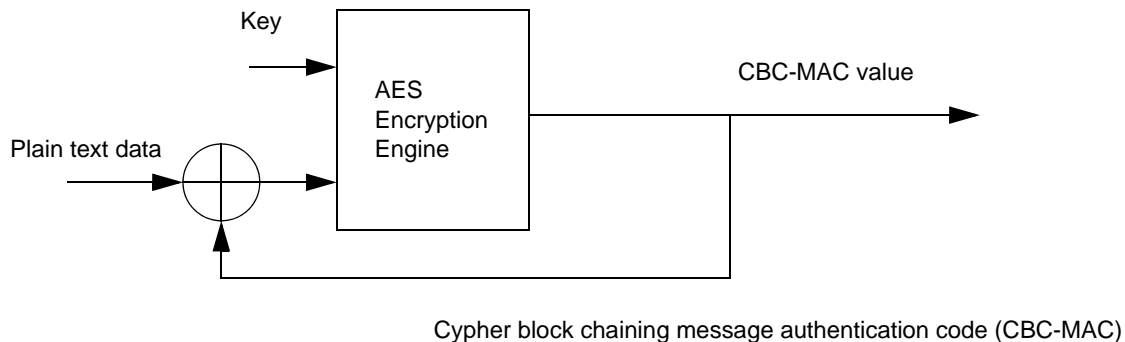 Key
CBC-MAC value
AES
Encryption
Engine
Plain text data
Cypher block chaining message authentication code (CBC-MAC)